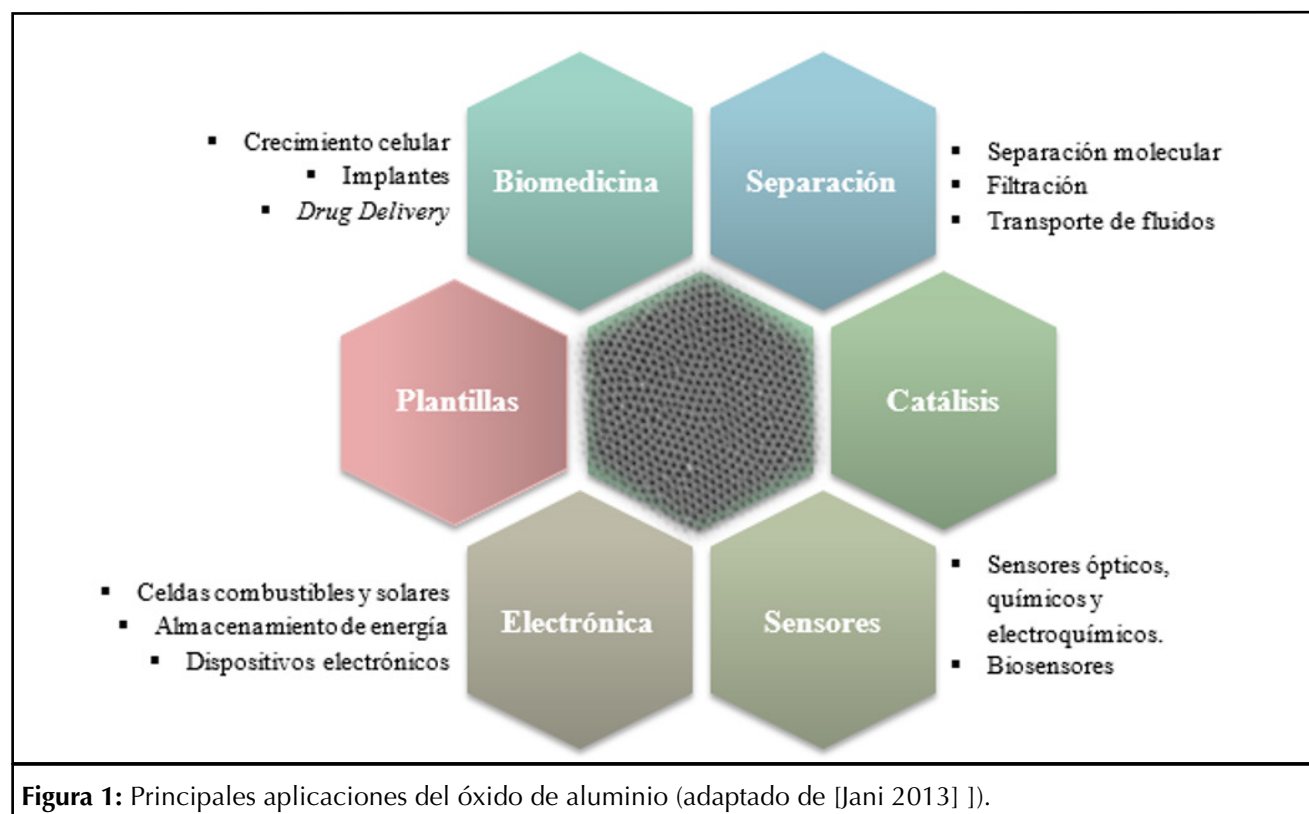 ▪ Crecimiento celular
▪ Implantes
▪ Drug Delivery
Biomedicina
Separación
▪ Separación molecular
▪ Filtración
▪ Transporte de fluidos
Plantillas
Catálisis
▪ Celdas combustibles y solares
▪ Almacenamiento de energía
▪ Dispositivos electrónicos
Electrónica
Sensores
▪ Sensores ópticos,
químicos y
electroquímicos.
▪ Biosensores
Figura 1: Principales aplicaciones del óxido de aluminio (adaptado de [Jani 2013] ]).